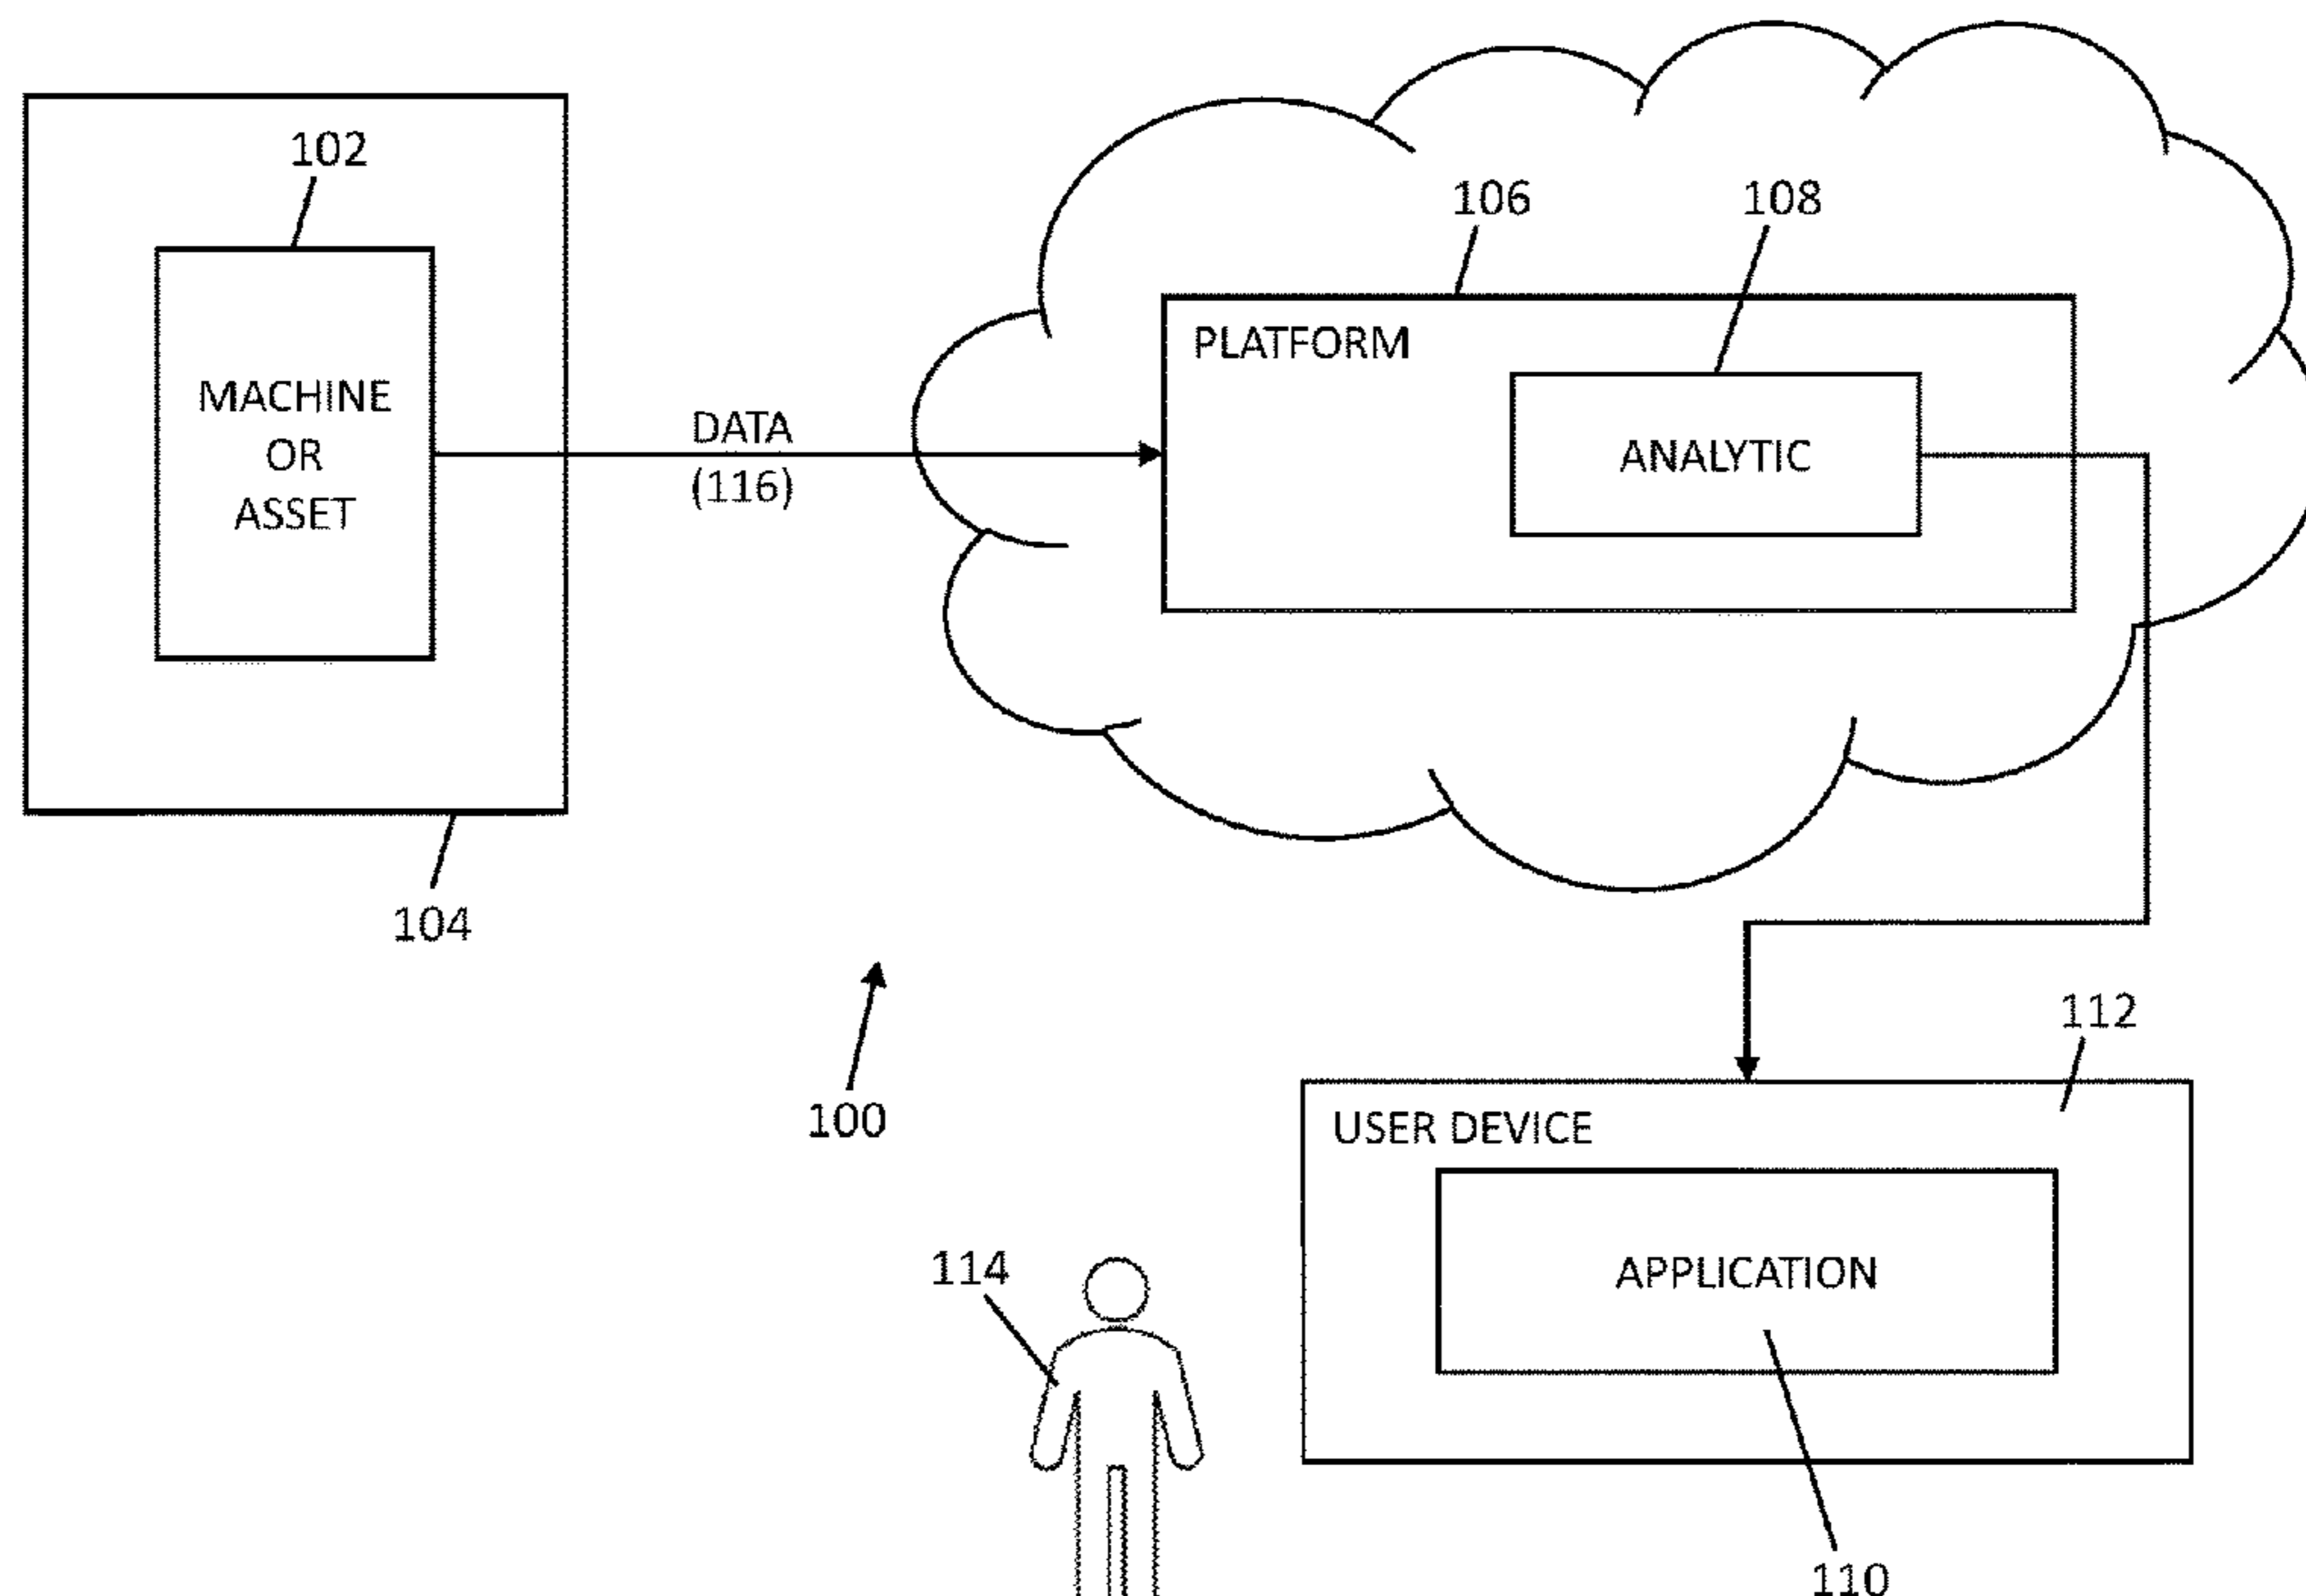 102
MACHINE
OR
ASSET
104
DATA
(116)
106
108
PLATFORM
ANALYTIC
100
112
USER DEVICE
APPLICATION
114
110